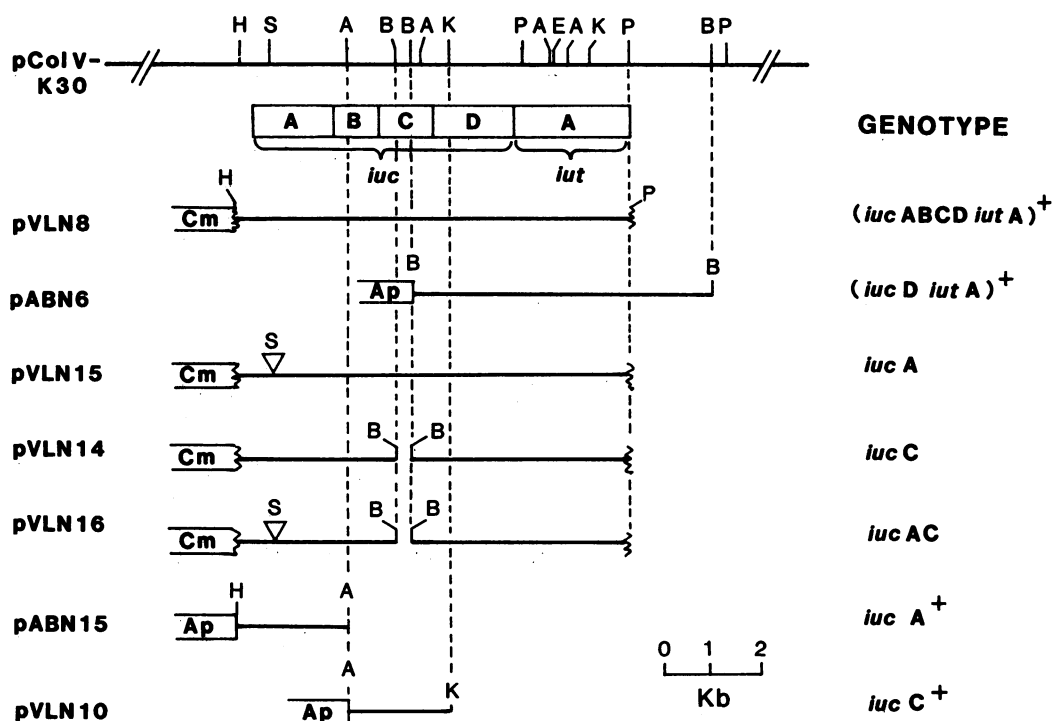 H S A B B A K P A E A K P B P
pColV-
K30
A B C D A
GENOTYPE
iuc iut
H
P
pVLN8 Cm (iuc ABCD iut A)+
B B
pABN6 Ap (iuc D iut A)+
S
pVLN15 Cm iuc A
B B
pVLN14 Cm iuc C
S B B
pVLN16 Cm iuc AC
H A
pABN15 Ap iuc A+
0 1 2
Kb
A K
pVLN10 Ap iuc C+